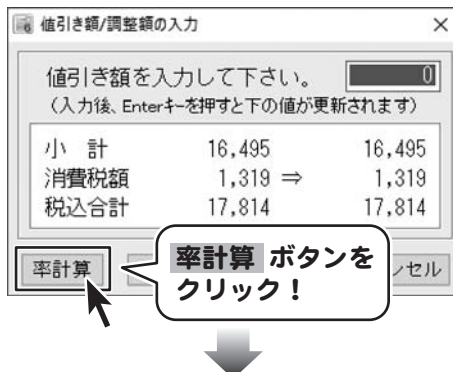 値引き額/調整額の入力
値引き額を入力して下さい。 0
(入力後、Enterキーを押すと下の値が更新されます)
小 計 16,495 16,495
消費税額 1,319 ⇒ 1,319
税込合計 17,814 17,814
率計算 ンセル
率計算 ボタンを
クリック!